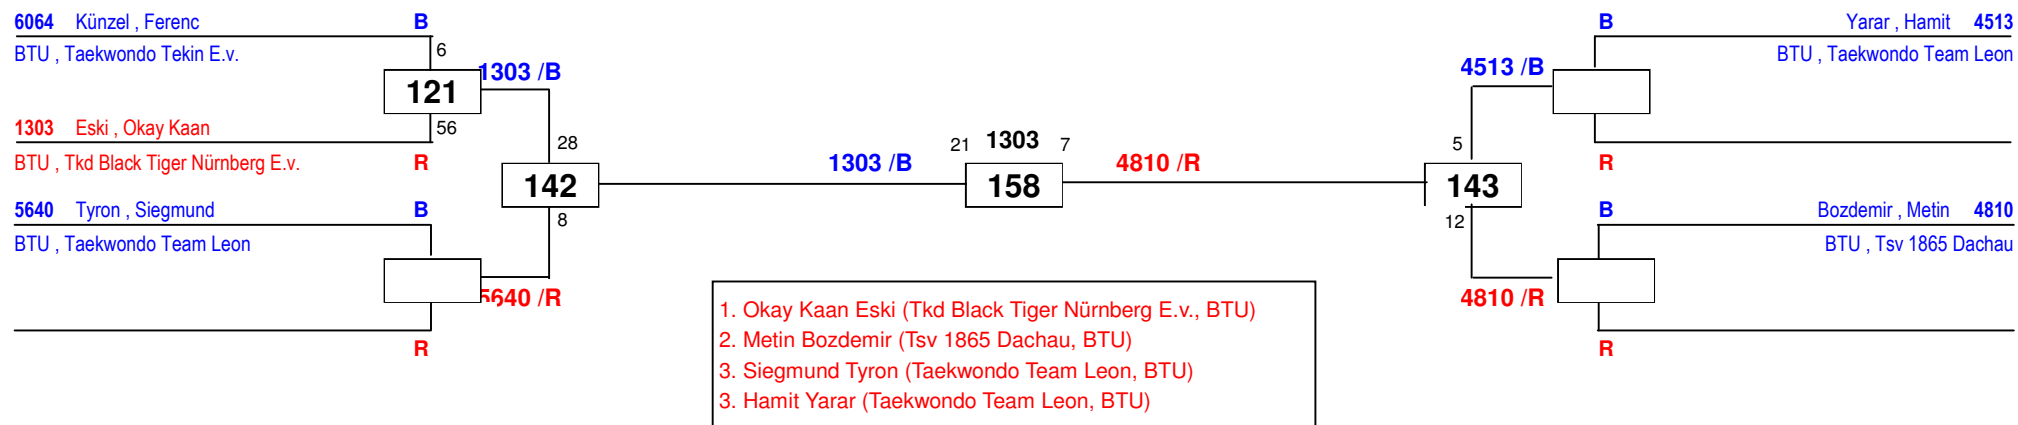 6064 Künzel , Ferenc B
BTU , Taekwondo Tekin E.v.
6
1303 /B
121
1303 Eski , Okay Kaan
56
BTU , Tkd Black Tiger Nürnberg E.v. R
28
142
8
5640 Tyron , Siegmund B
BTU , Taekwondo Team Leon
5640 /R
R
1303 /B
21 1303 7
158
4810 /R
B Yarar , Hamit 4513
BTU , Taekwondo Team Leon
4513 /B
R
5
143
12
B Bozdemir , Metin 4810
BTU , Tsv 1865 Dachau
4810 /R
R
1. Okay Kaan Eski (Tkd Black Tiger Nürnberg E.v., BTU)
2. Metin Bozdemir (Tsv 1865 Dachau, BTU)
3. Siegmund Tyron (Taekwondo Team Leon, BTU)
3. Hamit Yarar (Taekwondo Team Leon, BTU)